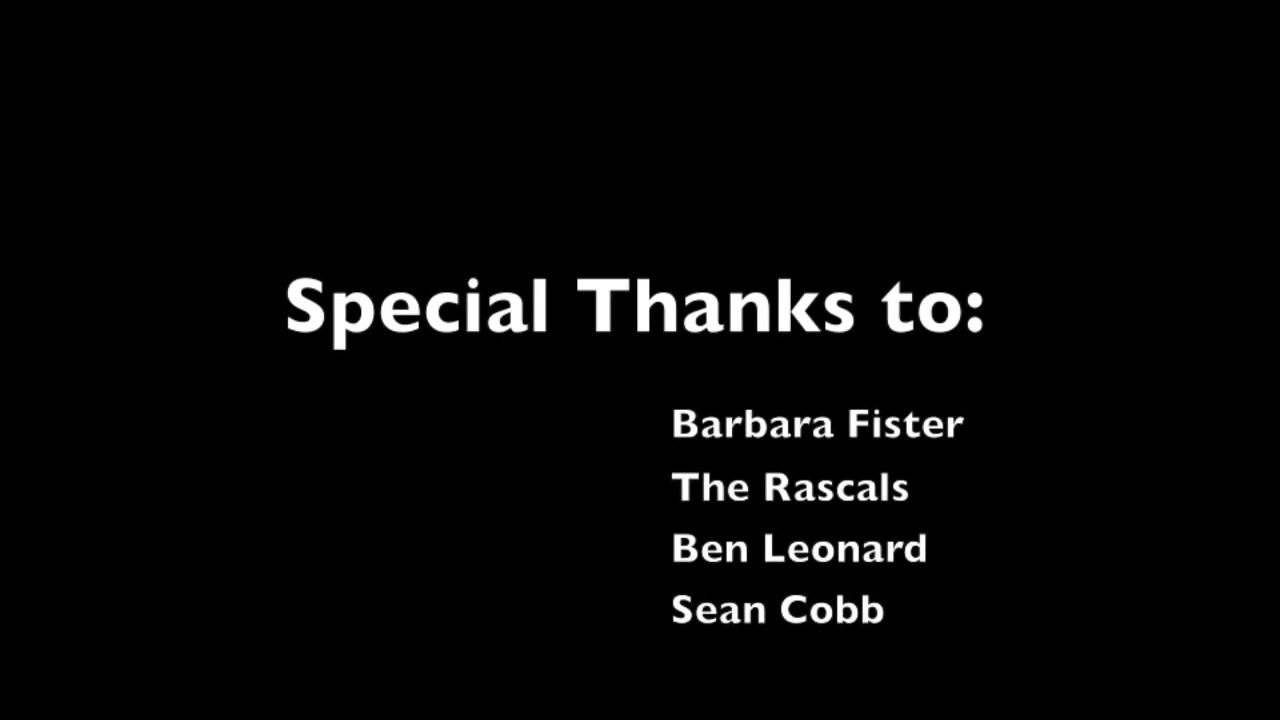 Special Thanks to:
Barbara Fister
The Rascals
Ben Leonard
Sean Cobb